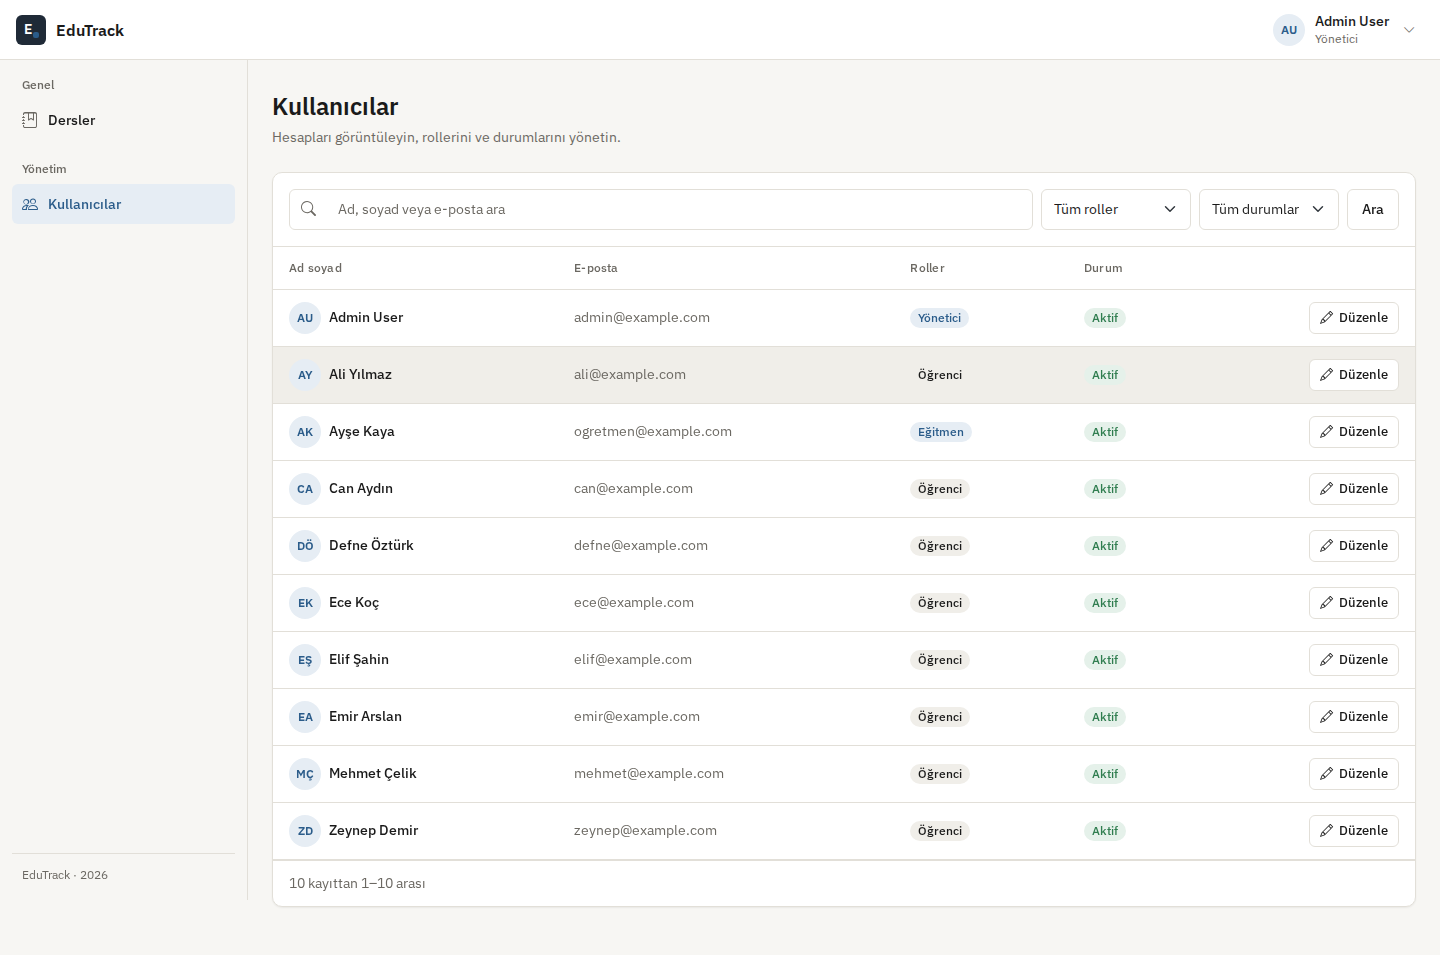 E EduTrack
AU Admin User
Yönetici
Genel
Dersler
Yönetim
Kullanıcılar
EduTrack · 2026
Kullanıcılar
Hesapları görüntüleyin, rollerini ve durumlarını yönetin.
Ad, soyad veya e-posta ara Tüm roller Tüm durumlar Ara
Ad soyad E-posta Roller Durum
AU Admin User admin@example.com Yönetici Aktif Düzenle
AY Ali Yılmaz ali@example.com Öğrenci Aktif Düzenle
AK Ayşe Kaya ogretmen@example.com Eğitmen Aktif Düzenle
CA Can Aydın can@example.com Öğrenci Aktif Düzenle
DÖ Defne Öztürk defne@example.com Öğrenci Aktif Düzenle
EK Ece Koç ece@example.com Öğrenci Aktif Düzenle
EŞ Elif Şahin elif@example.com Öğrenci Aktif Düzenle
EA Emir Arslan emir@example.com Öğrenci Aktif Düzenle
MÇ Mehmet Çelik mehmet@example.com Öğrenci Aktif Düzenle
ZD Zeynep Demir zeynep@example.com Öğrenci Aktif Düzenle
10 kayıttan 1–10 arası